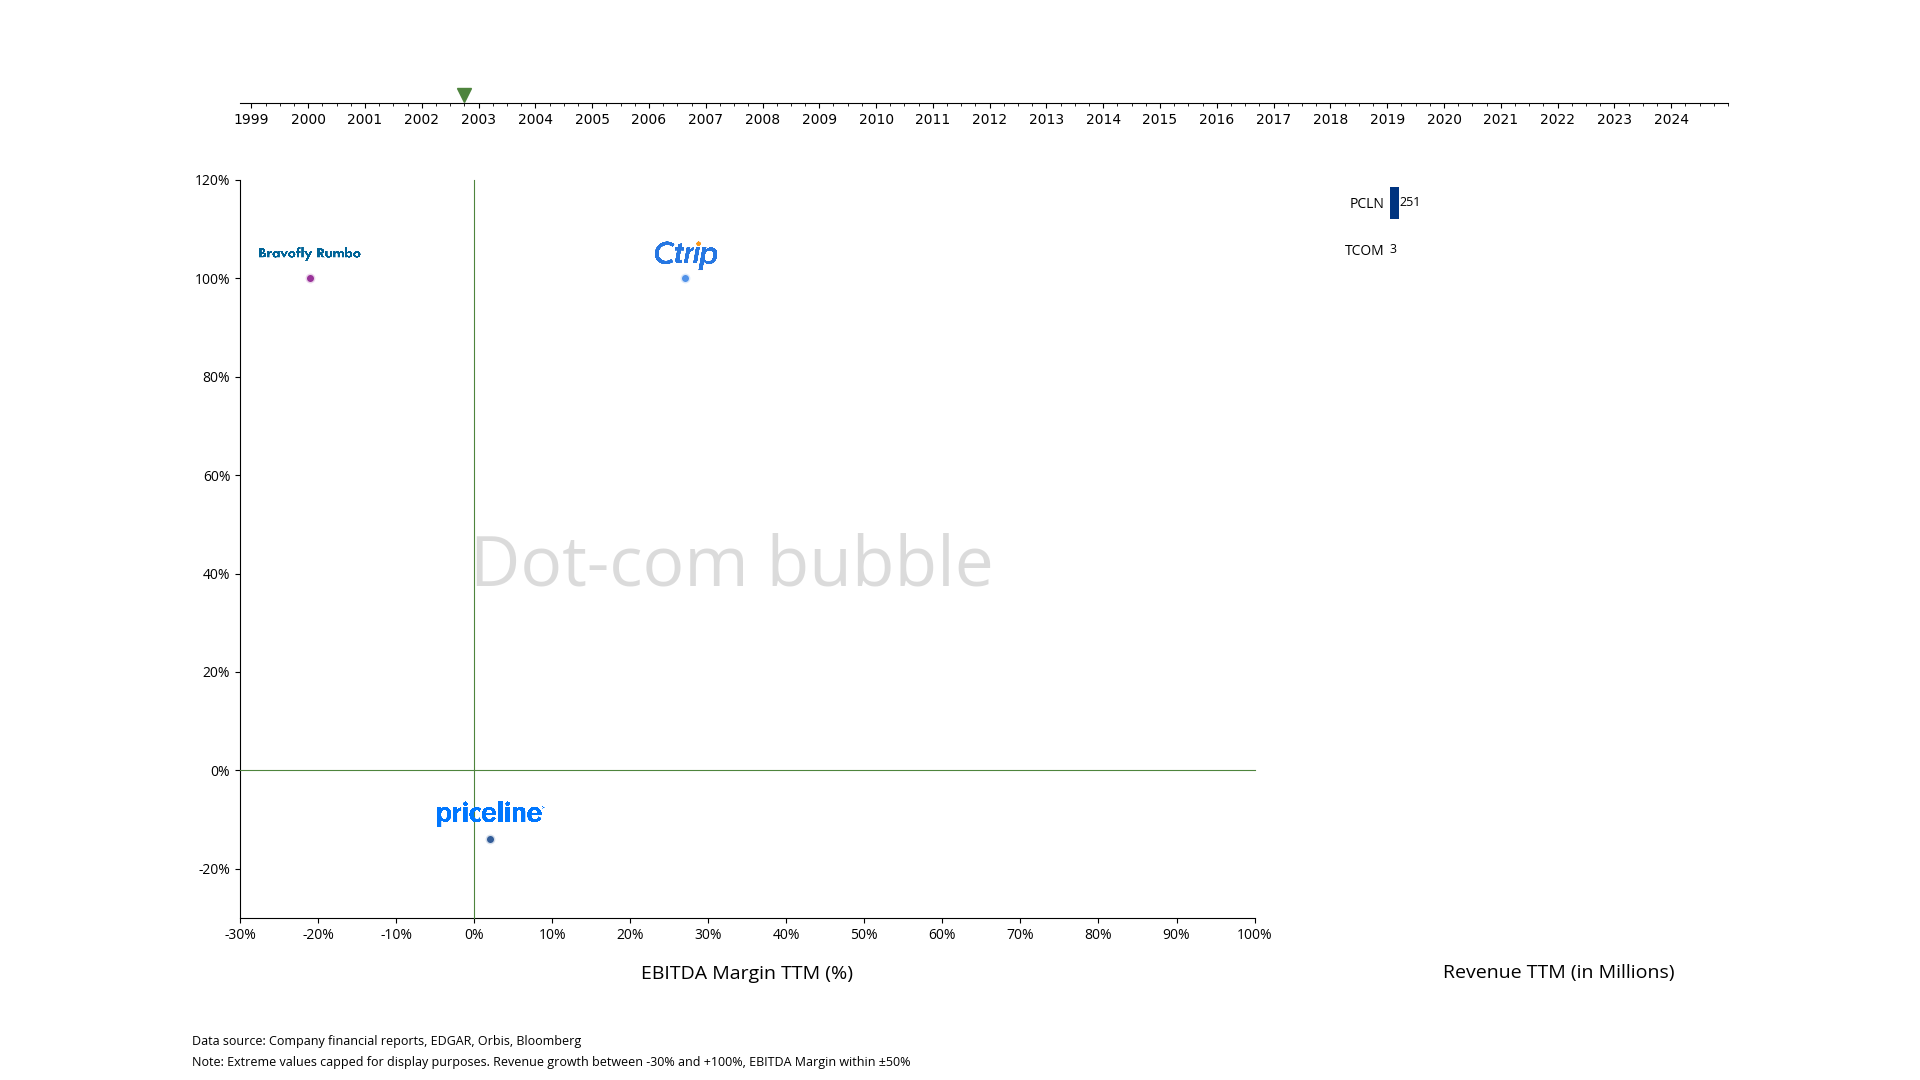 1999 2000 2001 2002 2003 2004 2005 2006 2007 2008 2009 2010 2011 2012 2013 2014 2015 2016 2017 2018 2019 2020 2021 2022 2023 2024
120%
100%
80%
60%
40%
20%
0%
-20%
Bravofly Rumbo
Ctrip
Dot-com bubble
priceline
-30% -20% -10% 0% 10% 20% 30% 40% 50% 60% 70% 80% 90% 100%
EBITDA Margin TTM (%)
PCLN 251
TCOM 3
Revenue TTM (in Millions)
Data source: Company financial reports, EDGAR, Orbis, Bloomberg
Note: Extreme values capped for display purposes. Revenue growth between -30% and +100%, EBITDA Margin within ±50%